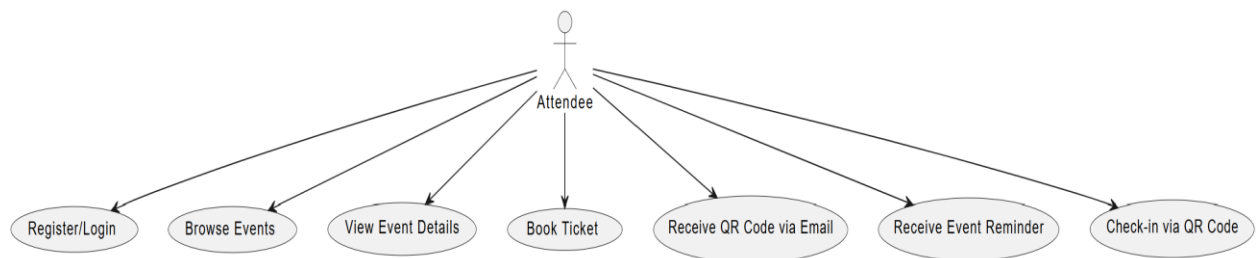 Attendee
Register/Login
Browse Events
View Event Details
Book Ticket
Receive QR Code via Email
Receive Event Reminder
Check-in via QR Code